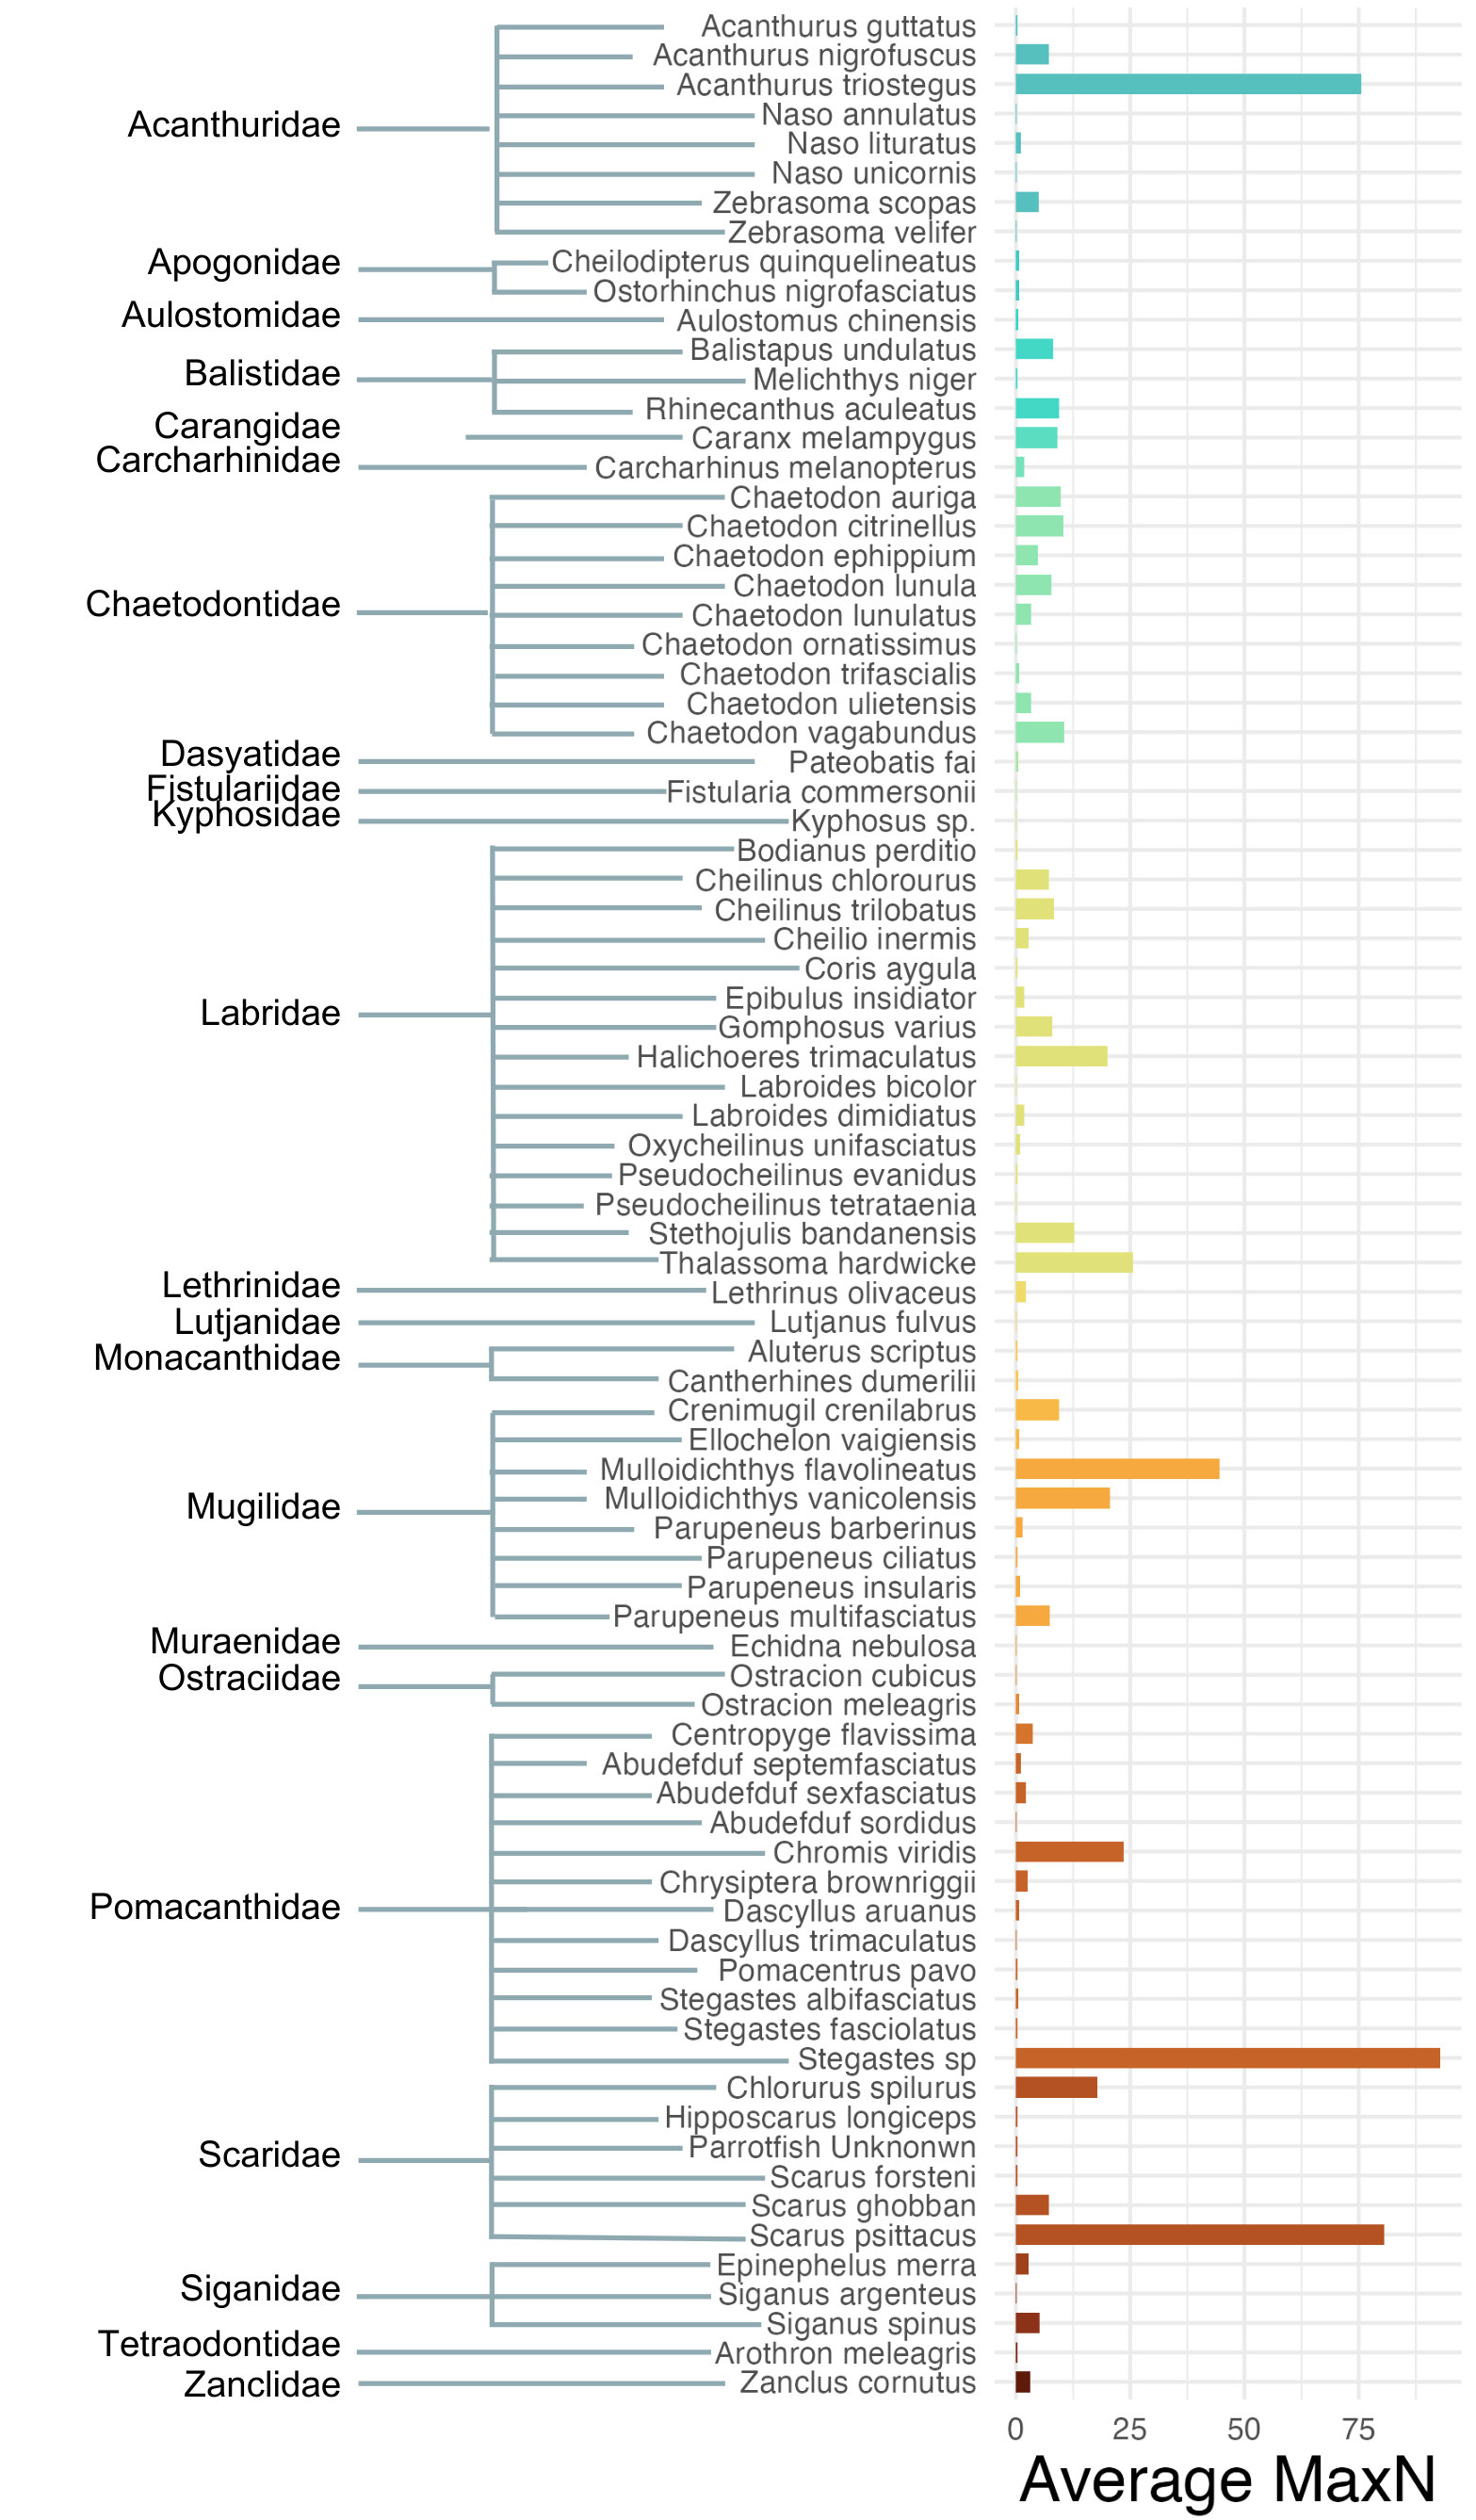 Acanthurus guttatus
Acanthurus nigrofuscus
Acanthurus triostegus
Acanthuridae
Naso annulatus
Naso lituratus
Naso unicornis
Zebrasoma scopas
Zebrasoma velifer
Apogonidae
Cheilodipterus quinquelineatus
Ostorhinchus nigrofasciatus
Aulostomidae
Aulostomus chinensis
Balistapus undulatus
Balistidae
Melichthys niger
Rhinecanthus aculeatus
Carangidae
Caranx melampygus
Carcharhinidae
Carcharhinus melanopterus
Chaetodon auriga
Chaetodon citrinellus
Chaetodon ephippium
Chaetodon lunula
Chaetodontidae
Chaetodon lunulatus
Chaetodon ornatissimus
Chaetodon trifascialis
Chaetodon ulietensis
Chaetodon vagabundus
Dasyatidae
Pateobatis fai
Fistulariidae
Fistularia commersonii
Kyphosidae
Kyphosus sp.
Bodianus perditio
Cheilinus chlorourus
Cheilinus trilobatus
Cheilio inermis
Coris aygula
Epibulus insidiator
Labridae
Gomphosus varius
Halichoeres trimaculatus
Labroides bicolor
Labroides dimidiatus
Oxycheilinus unifasciatus
Pseudocheilinus evanidus
Pseudocheilinus tetrataenia
Stethojulis bandanensis
Thalassoma hardwicke
Lethrinidae
Lethrinus olivaceus
Lutjanidae
Lutjanus fulvus
Monacanthidae
Aluterus scriptus
Cantherhines dumerilii
Crenimugil crenilabrus
Ellochelon vaigiensis
Mulloidichthys flavolineatus
Mugilidae
Mulloidichthys vanicolensis
Parupeneus barberinus
Parupeneus ciliatus
Parupeneus insularis
Parupeneus multifasciatus
Muraenidae
Echidna nebulosa
Ostraciidae
Ostracion cubicus
Ostracion meleagris
Centropyge flavissima
Abudefduf septemfasciatus
Abudefduf sexfasciatus
Abudefduf sordidus
Chromis viridis
Chrysiptera brownriggii
Pomacanthidae
Dascyllus aruanus
Dascyllus trimaculatus
Pomacentrus pavo
Stegastes albifasciatus
Stegastes fasciolatus
Stegastes sp
Chlorurus spilurus
Hipposcarus longiceps
Scaridae
Parrotfish Unknonwn
Scarus forsteni
Scarus ghobban
Scarus psittacus
Epinephelus merra
Siganidae
Siganus argenteus
Siganus spinus
Tetraodontidae
Arothron meleagris
Zanclidae
Zanclus cornutus
0 25 50 75
Average MaxN